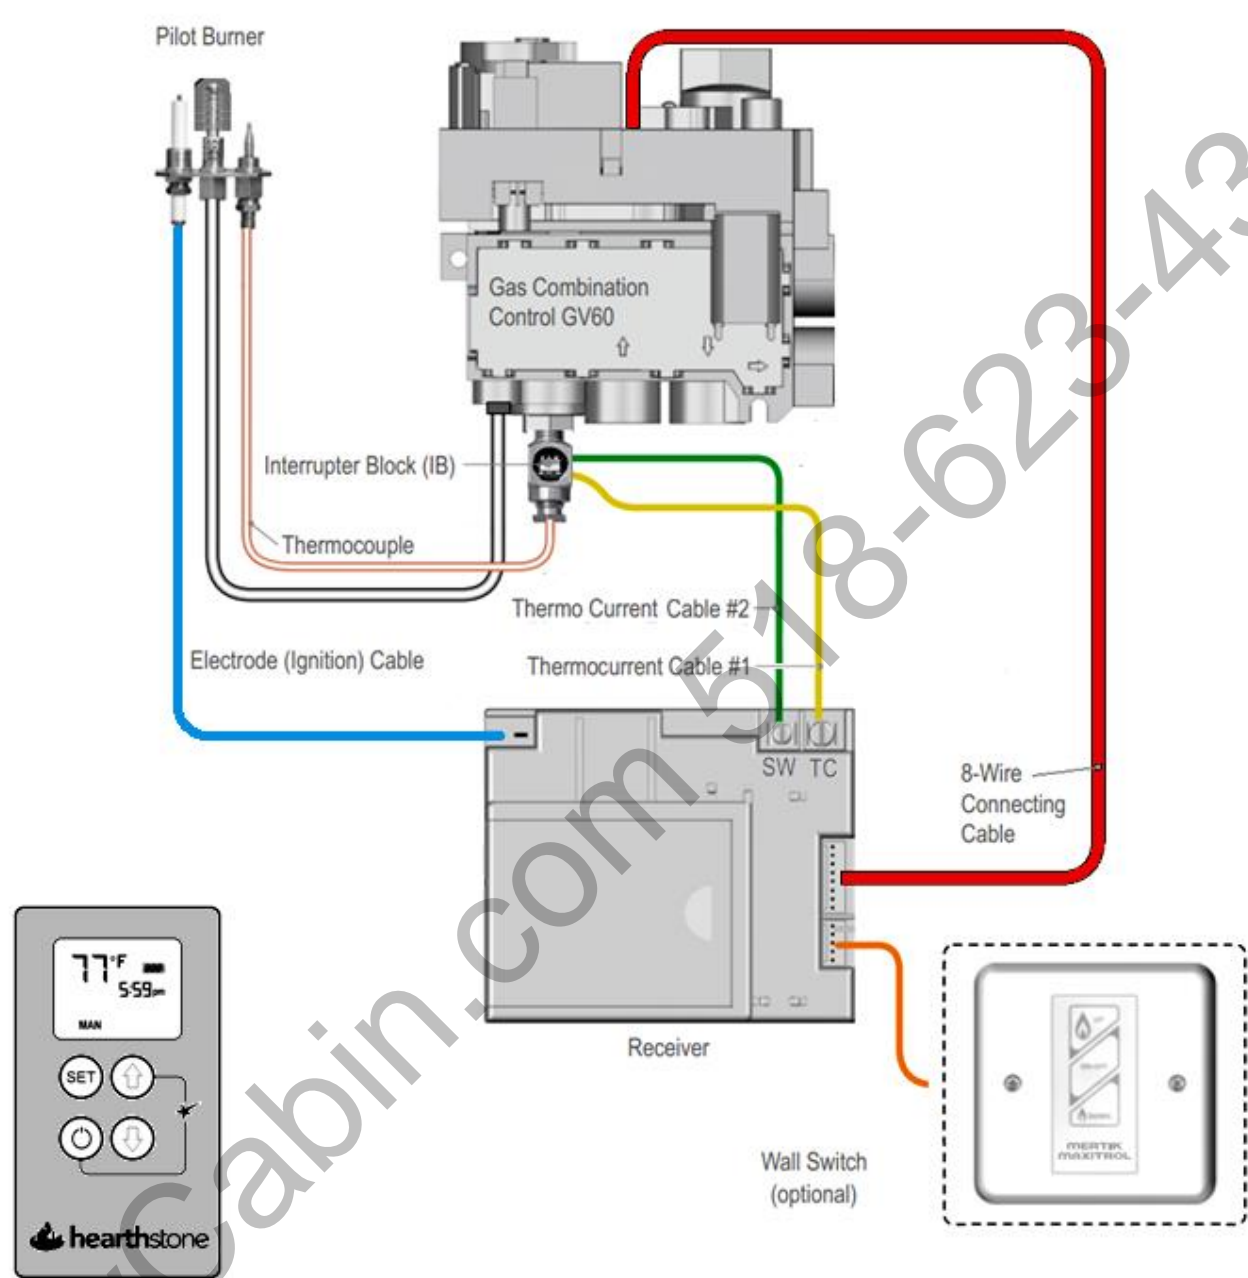 Pilot Burner
Gas Combination
Control GV60
Interrupter Block (IB)
Thermocouple
Thermo Current Cable #2
Electrode (Ignition) Cable
Thermocurrent Cable #1
SW TC
8-Wire
Connecting
Cable
Receiver
77°F
5:59pm
MAN
SET
hearthstone
Wall Switch
(optional)
MERTIK
MAXITROL
Cabin.com 518-623-43